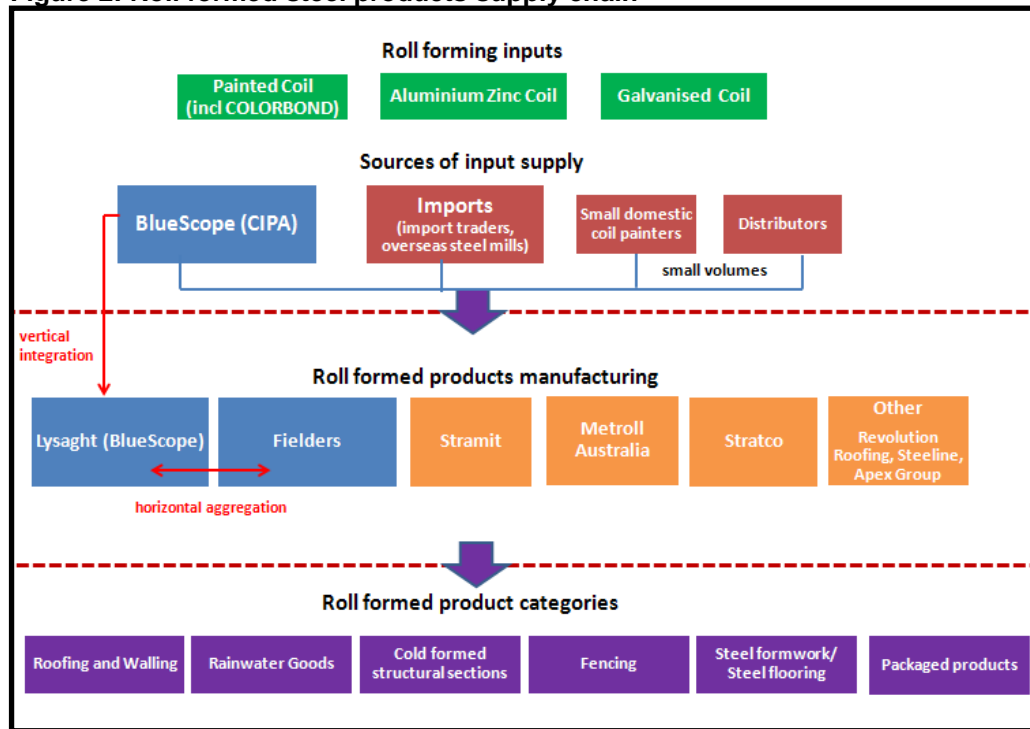 Roll forming inputs
Painted Coil
(incl COLORBOND)
Aluminium Zinc Coil
Galvanised Coil
Sources of input supply
BlueScope (CIPA)
Imports
(import traders,
overseas steel mills)
Small domestic
coil painters
Distributors
small volumes
vertical
integration
Roll formed products manufacturing
Lysaght (BlueScope)
Fielders
Stramit
Metroll
Australia
Stratco
Other
Revolution
Roofing, Steeline,
Apex Group
horizontal aggregation
Roll formed product categories
Roofing and Walling
Rainwater Goods
Cold formed
structural sections
Fencing
Steel formwork/
Steel flooring
Packaged products